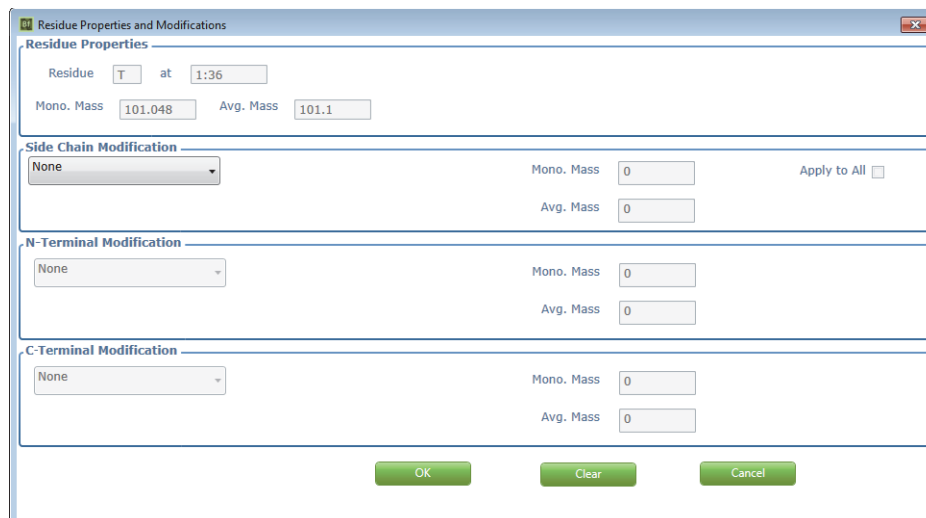 BT Residue Properties and Modifications
Residue Properties
Residue T at 1:36
Mono. Mass 101.048 Avg. Mass 101.1
Side Chain Modification
None Mono. Mass 0 Apply to All
Avg. Mass 0
N-Terminal Modification
None Mono. Mass 0
Avg. Mass 0
C-Terminal Modification
None Mono. Mass 0
Avg. Mass 0
OK Clear Cancel